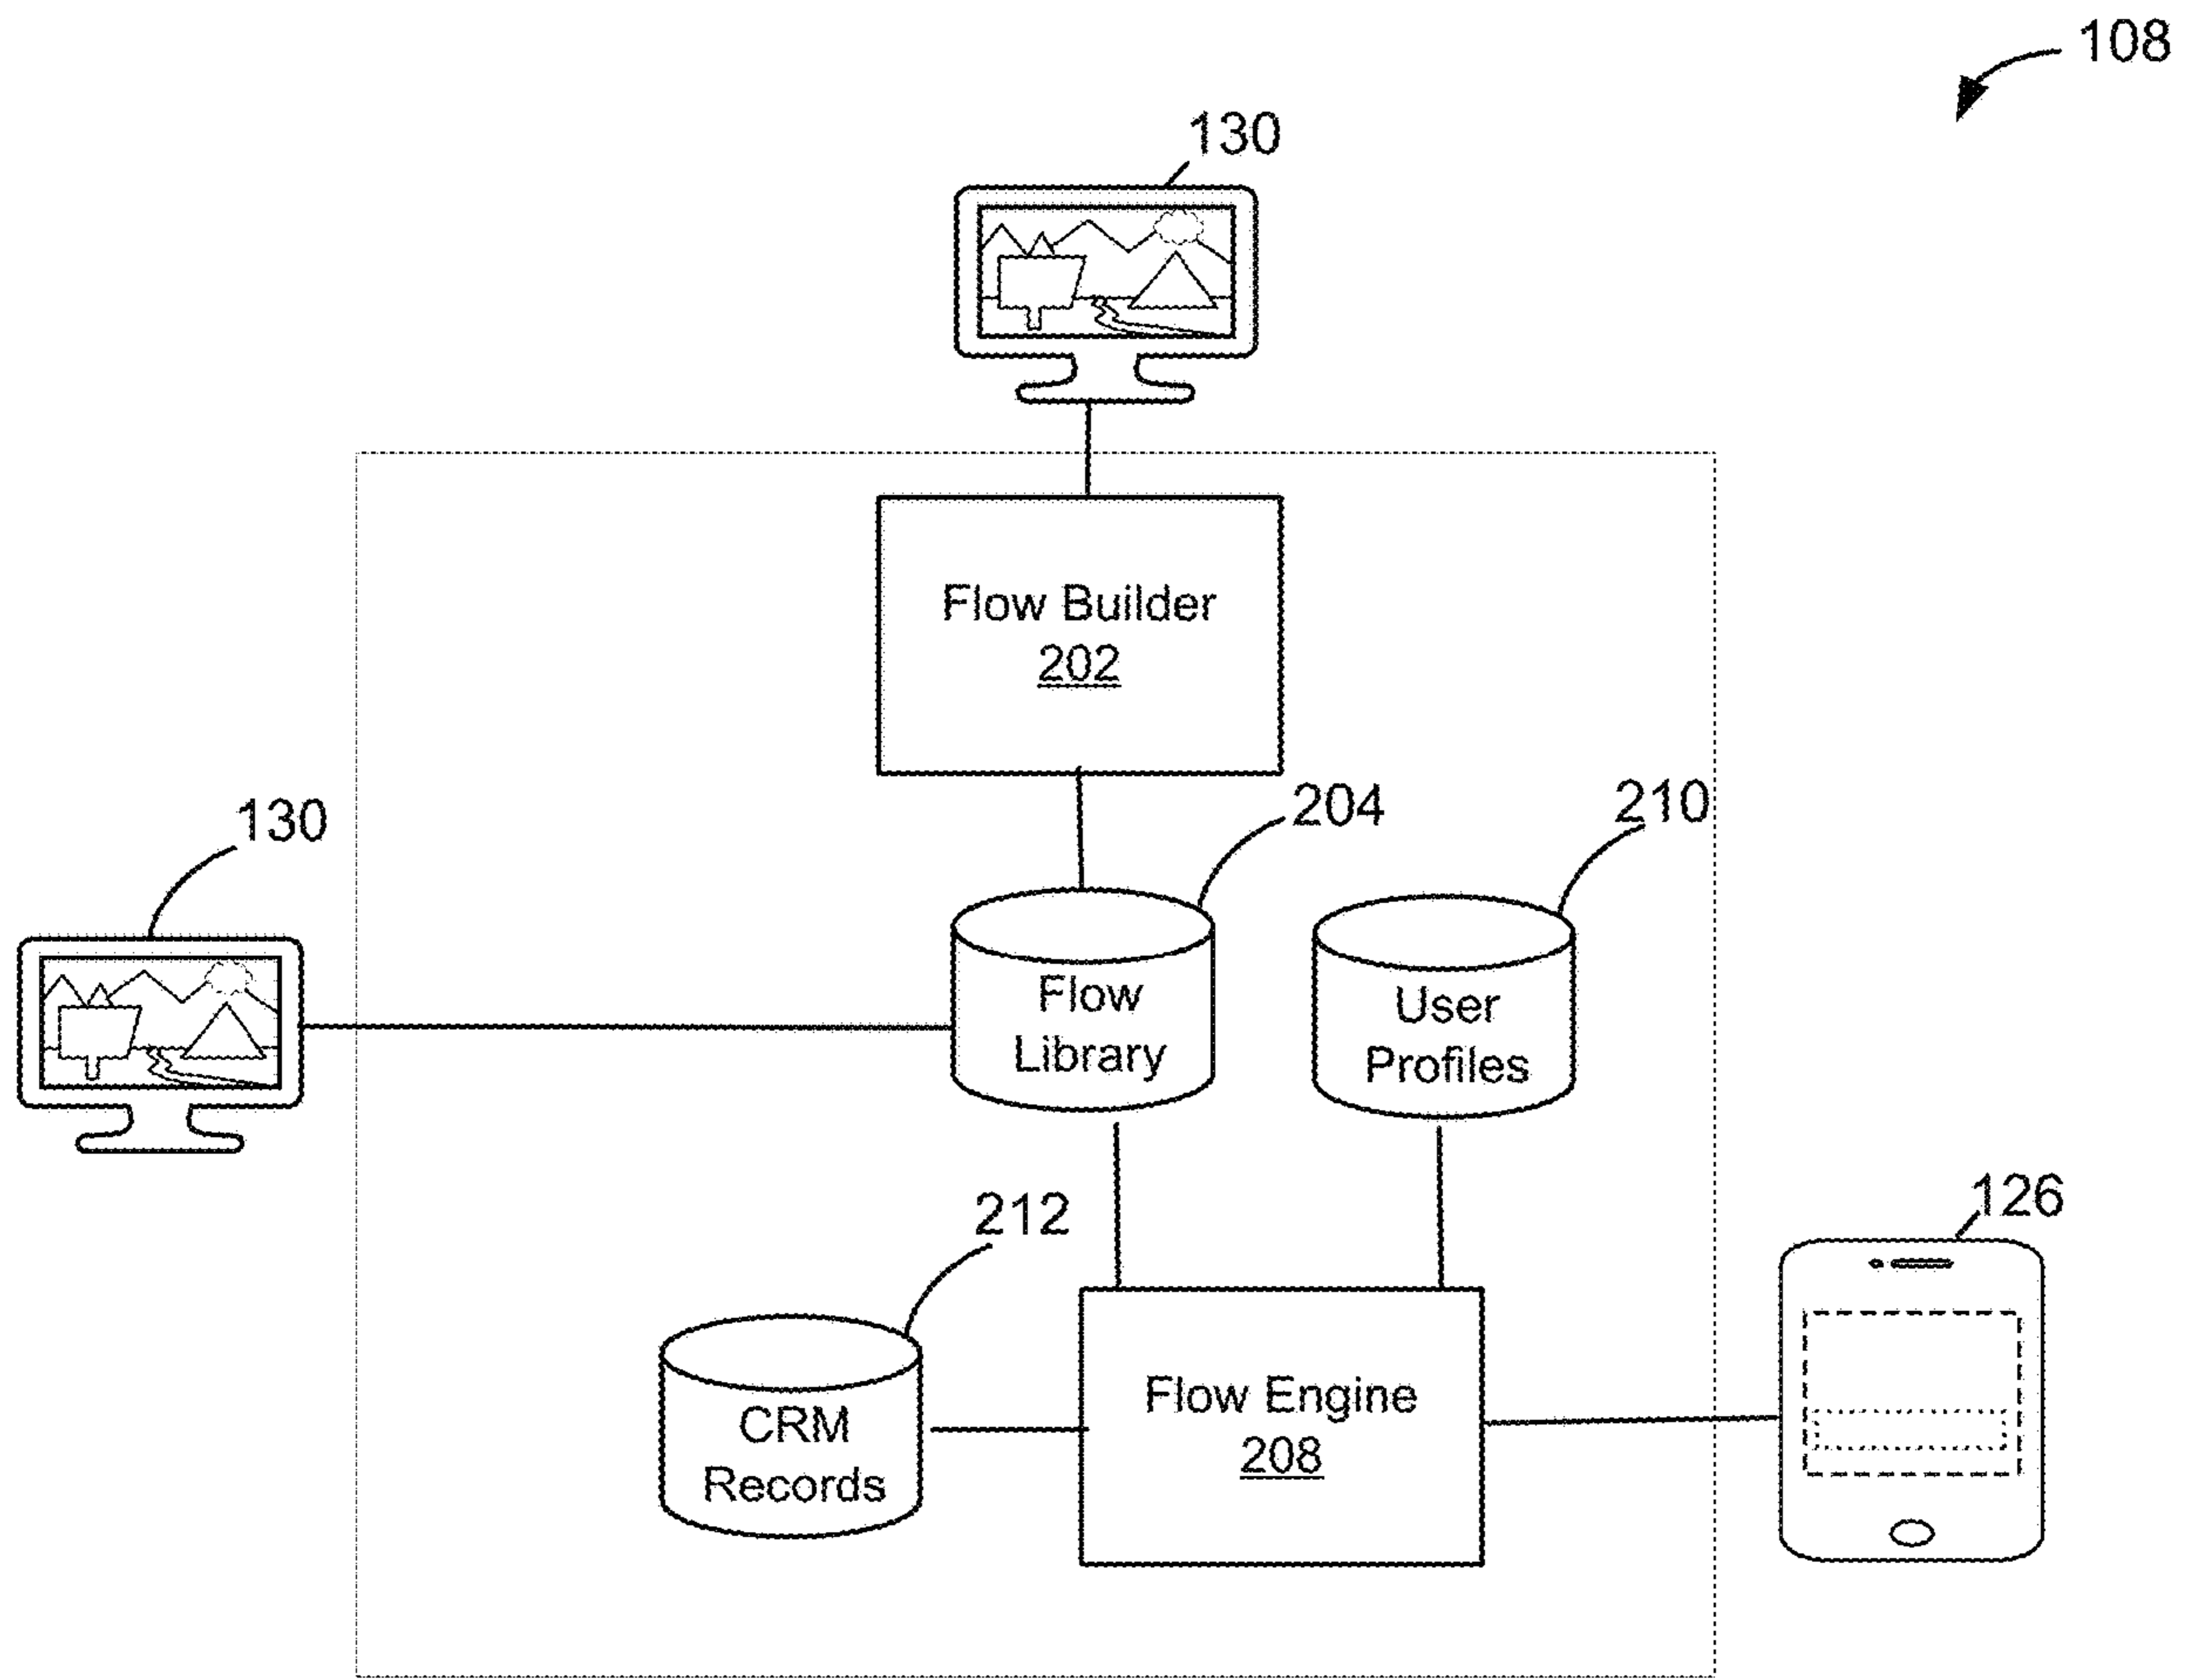 108
130
Flow Builder
202
204
210
130
Flow
Library
User
Profiles
212
126
CRM
Records
Flow Engine
208